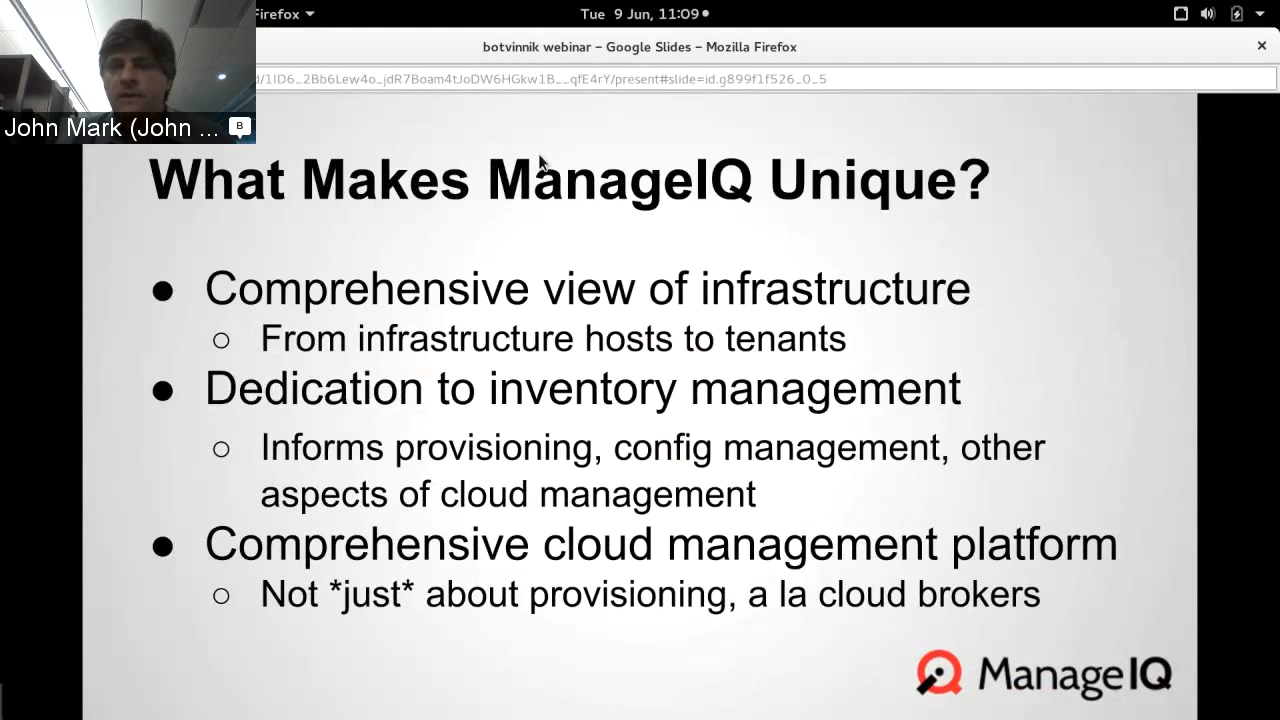 Firefox
Tue 9 Jun, 11:09
botvinnik webinar – Google Slides – Mozilla Firefox
d/1ID6_2Bb6Lew4o_jdR7Boam4tJoDW6HGkw1B__qfE4rY/present#slide=id.g899f1f526_0_5
John Mark (John ... B
What Makes ManageIQ Unique?
● Comprehensive view of infrastructure
○ From infrastructure hosts to tenants
● Dedication to inventory management
○ Informs provisioning, config management, other
aspects of cloud management
● Comprehensive cloud management platform
○ Not *just* about provisioning, a la cloud brokers
ManageIQ